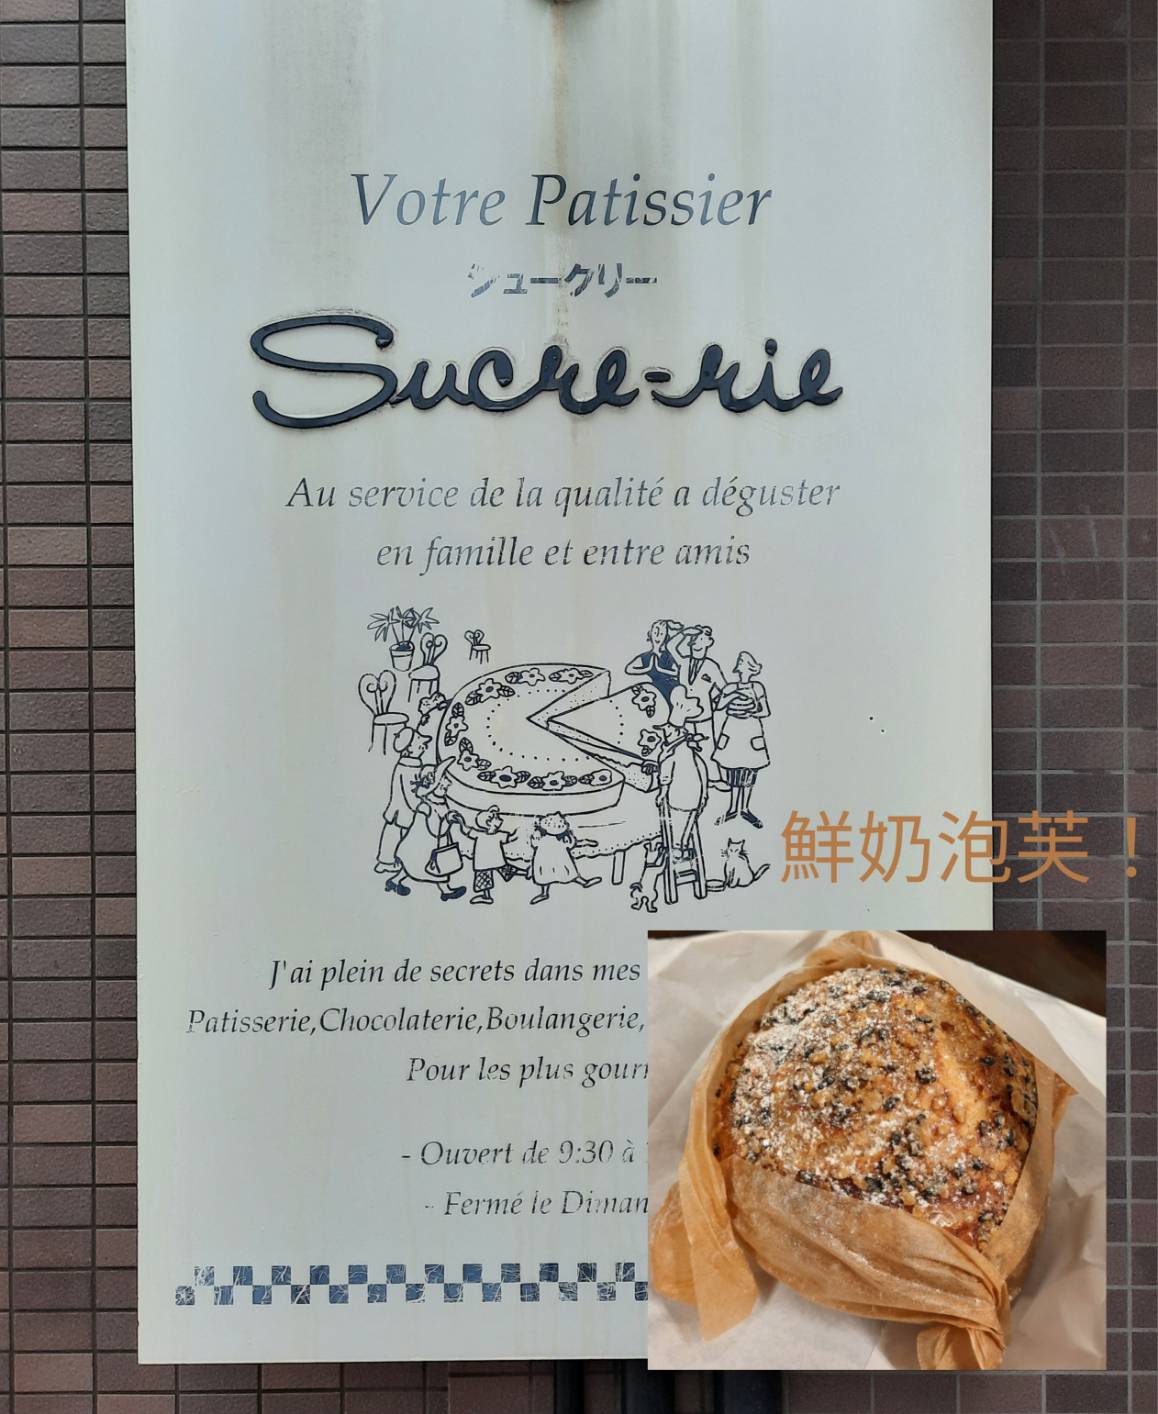 Votre Patissier
シュークリー
Sucre-rie
Au service de la qualité a déguster
en famille et entre amis
鮮奶泡芙！
J'ai plein de secrets dans mes
Patisserie,Chocolaterie,Boulangerie,
Pour les plus
- Ouvert de 9:30 à
- Fermé le